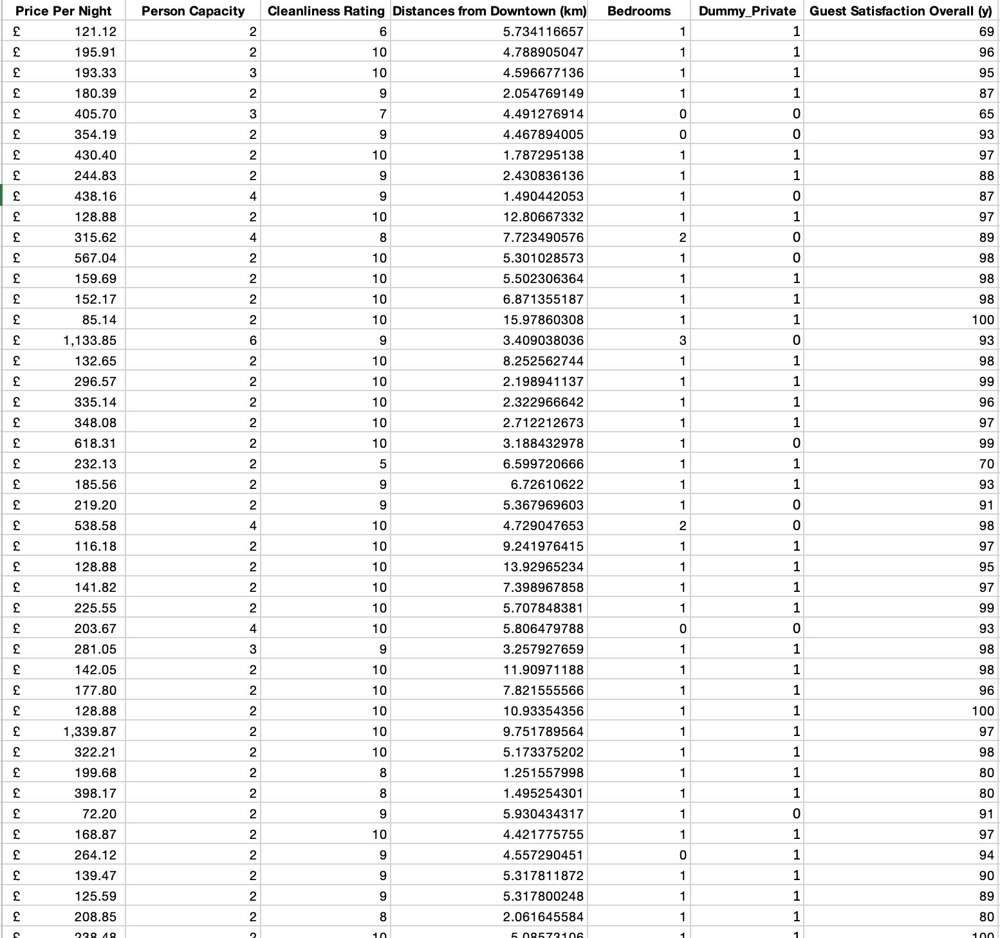 Price Per Night Person Capacity Cleanliness Rating Distances from Downtown (km) Bedrooms Dummy_Private Guest Satisfaction Overall (y)
£ 121.12 2 6 5.734116657 1 1 69
£ 195.91 2 10 4.788905047 1 1 96
£ 193.33 3 10 4.596677136 1 1 95
£ 180.39 2 9 2.054769149 1 1 87
£ 405.70 3 7 4.491276914 0 0 65
£ 354.19 2 9 4.467894005 0 0 93
£ 430.40 2 10 1.787295138 1 1 97
£ 244.83 2 9 2.430836136 1 1 88
£ 438.16 4 9 1.490442053 1 0 87
£ 128.88 2 10 12.80667332 1 1 97
£ 315.62 4 8 7.723490576 2 0 89
£ 567.04 2 10 5.301028573 1 0 98
£ 159.69 2 10 5.502306364 1 1 98
£ 152.17 2 10 6.871355187 1 1 98
£ 85.14 2 10 15.97860308 1 1 100
£ 1,133.85 6 9 3.409038036 3 0 93
£ 132.65 2 10 8.252562744 1 1 98
£ 296.57 2 10 2.198941137 1 1 99
£ 335.14 2 10 2.322966642 1 1 96
£ 348.08 2 10 2.712212673 1 1 97
£ 618.31 2 10 3.188432978 1 0 99
£ 232.13 2 5 6.599720666 1 1 70
£ 185.56 2 9 6.72610622 1 1 93
£ 219.20 2 9 5.367969603 1 0 91
£ 538.58 4 10 4.729047653 2 0 98
£ 116.18 2 10 9.241976415 1 1 97
£ 128.88 2 10 13.92965234 1 1 95
£ 141.82 2 10 7.398967858 1 1 97
£ 225.55 2 10 5.707848381 1 1 99
£ 203.67 4 10 5.806479788 0 0 93
£ 281.05 3 9 3.257927659 1 1 98
£ 142.05 2 10 11.90971188 1 1 98
£ 177.80 2 10 7.821555566 1 1 96
£ 128.88 2 10 10.93354356 1 1 100
£ 1,339.87 2 10 9.751789564 1 1 97
£ 322.21 2 10 5.173375202 1 1 98
£ 199.68 2 8 1.251557998 1 1 80
£ 398.17 2 8 1.495254301 1 1 80
£ 72.20 2 9 5.930434317 1 0 91
£ 168.87 2 10 4.421775755 1 1 97
£ 264.12 2 9 4.557290451 0 1 94
£ 139.47 2 9 5.317811872 1 1 90
£ 125.59 2 9 5.317800248 1 1 89
£ 208.85 2 8 2.061645584 1 1 80
£ 238.48 2 10 5.08573106 1 1 100